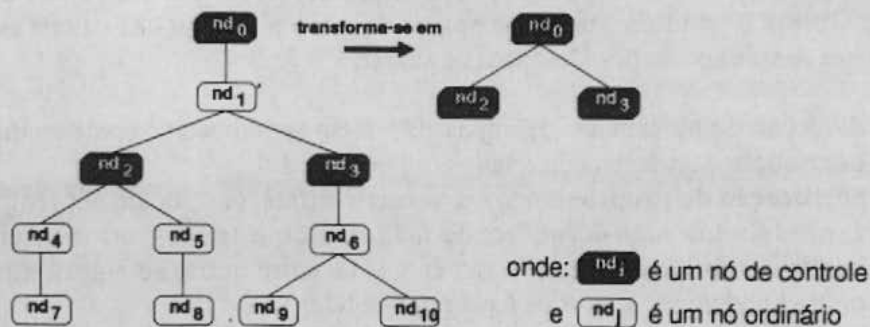 nd0 transforma-se em nd0
nd1 nd2 nd3
nd2 nd3
nd4 nd5 nd6
onde: ndi é um nó de controle
nd7 nd8 nd9 nd10 e ndj é um nó ordinário